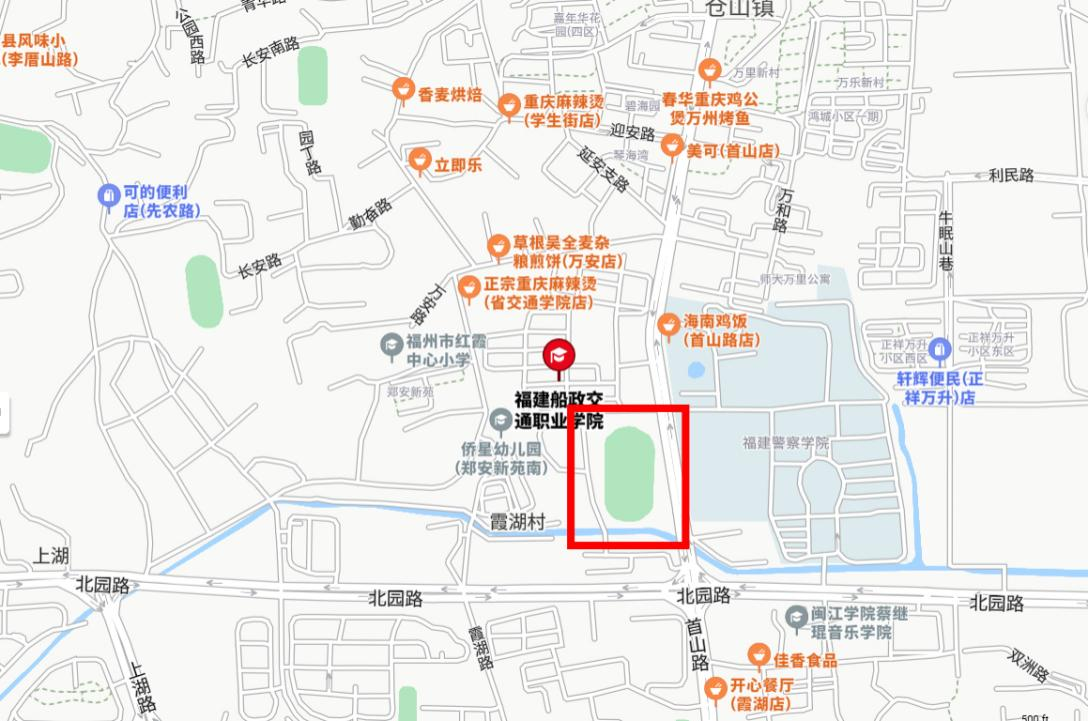 仓山镇
青华路
公园西路
嘉年华花
园(四区)
县风味小
(李厝山路)
长安南路
万里新村
万乐新村
香麦烘焙
重庆麻辣烫
(学生街店)
碧海园
春华重庆鸡公
煲万州烤鱼
鸿城小区一期
园丁路
迎安路
美可(首山店)
琴海湾
立即乐
延安支路
利民路
可的便利
店(先农路)
万和路
勤奋路
牛眠山巷
草根吴全麦杂
粮煎饼(万安店)
长安路
正宗重庆麻辣烫
(省交通学院店)
师大万里公寓
万安路
海南鸡饭
(首山路店)
福州市红霞
中心小学
正祥万升
小区西区
正祥万升
小区东区
郑安新苑
轩辉便民(正
祥万升)店
福建船政交
通职业学院
侨星幼儿园
(郑安新苑南)
福建警察学院
霞湖村
上湖
北园路
北园路
北园路
北园路
闽江学院蔡继
琨音乐学院
霞湖路
首山路
佳香食品
双洲路
上湖路
开心餐厅
(霞湖店)
500 ft